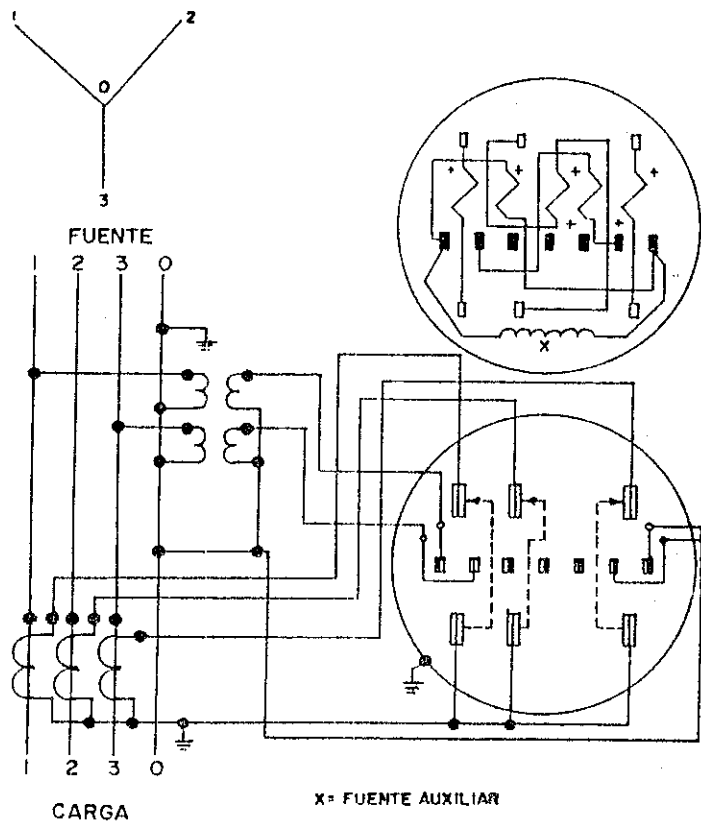 1 2
0
3
FUENTE
1 2 3 0
+ + + +
+
X
1 2 3 0
CARGA
X= FUENTE AUXILIAR